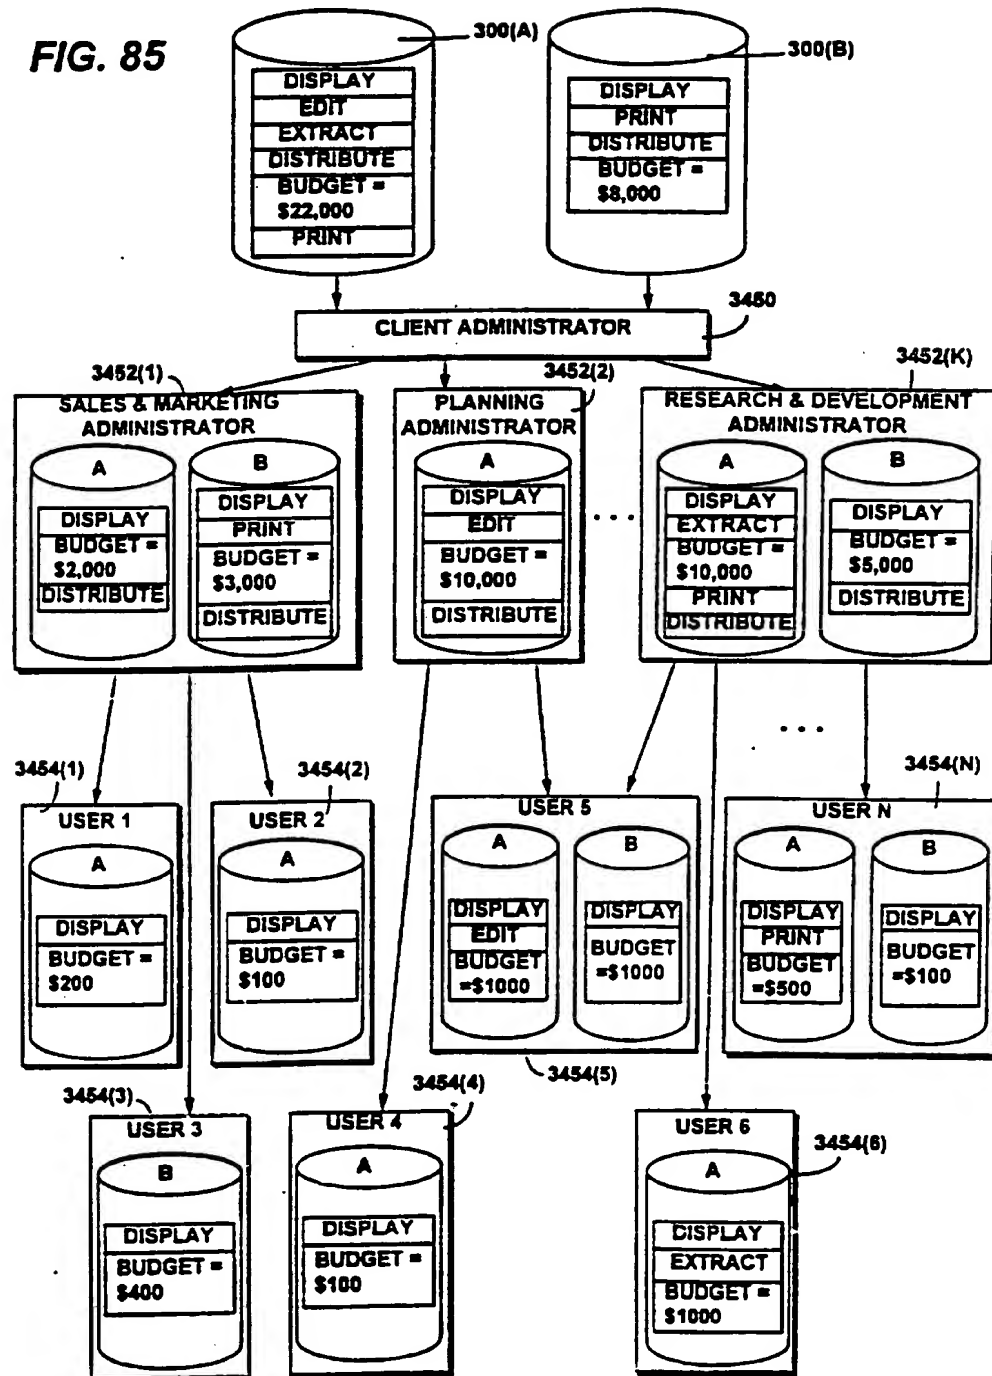 FIG. 85
300(A)
DISPLAY
EDIT
EXTRACT
DISTRIBUTE
BUDGET =
$22,000
PRINT
300(B)
DISPLAY
PRINT
DISTRIBUTE
BUDGET =
$8,000
CLIENT ADMINISTRATOR
3450
3452(1)
SALES & MARKETING
ADMINISTRATOR
A
DISPLAY
BUDGET =
$2,000
DISTRIBUTE
B
DISPLAY
PRINT
BUDGET =
$3,000
DISTRIBUTE
3452(2)
PLANNING
ADMINISTRATOR
A
DISPLAY
EDIT
BUDGET =
$10,000
DISTRIBUTE
. . .
3452(K)
RESEARCH & DEVELOPMENT
ADMINISTRATOR
A
DISPLAY
EXTRACT
BUDGET =
$10,000
PRINT
DISTRIBUTE
B
DISPLAY
BUDGET =
$5,000
DISTRIBUTE
. . .
3454(1)
USER 1
A
DISPLAY
BUDGET =
$200
3454(2)
USER 2
A
DISPLAY
BUDGET =
$100
USER 5
A
DISPLAY
EDIT
BUDGET
=$1000
B
DISPLAY
BUDGET
=$1000
3454(5)
3454(N)
USER N
A
DISPLAY
PRINT
BUDGET
=$500
B
DISPLAY
BUDGET
=$100
3454(3)
USER 3
B
DISPLAY
BUDGET =
$400
3454(4)
USER 4
A
DISPLAY
BUDGET =
$100
USER 6
3454(6)
A
DISPLAY
EXTRACT
BUDGET =
$1000